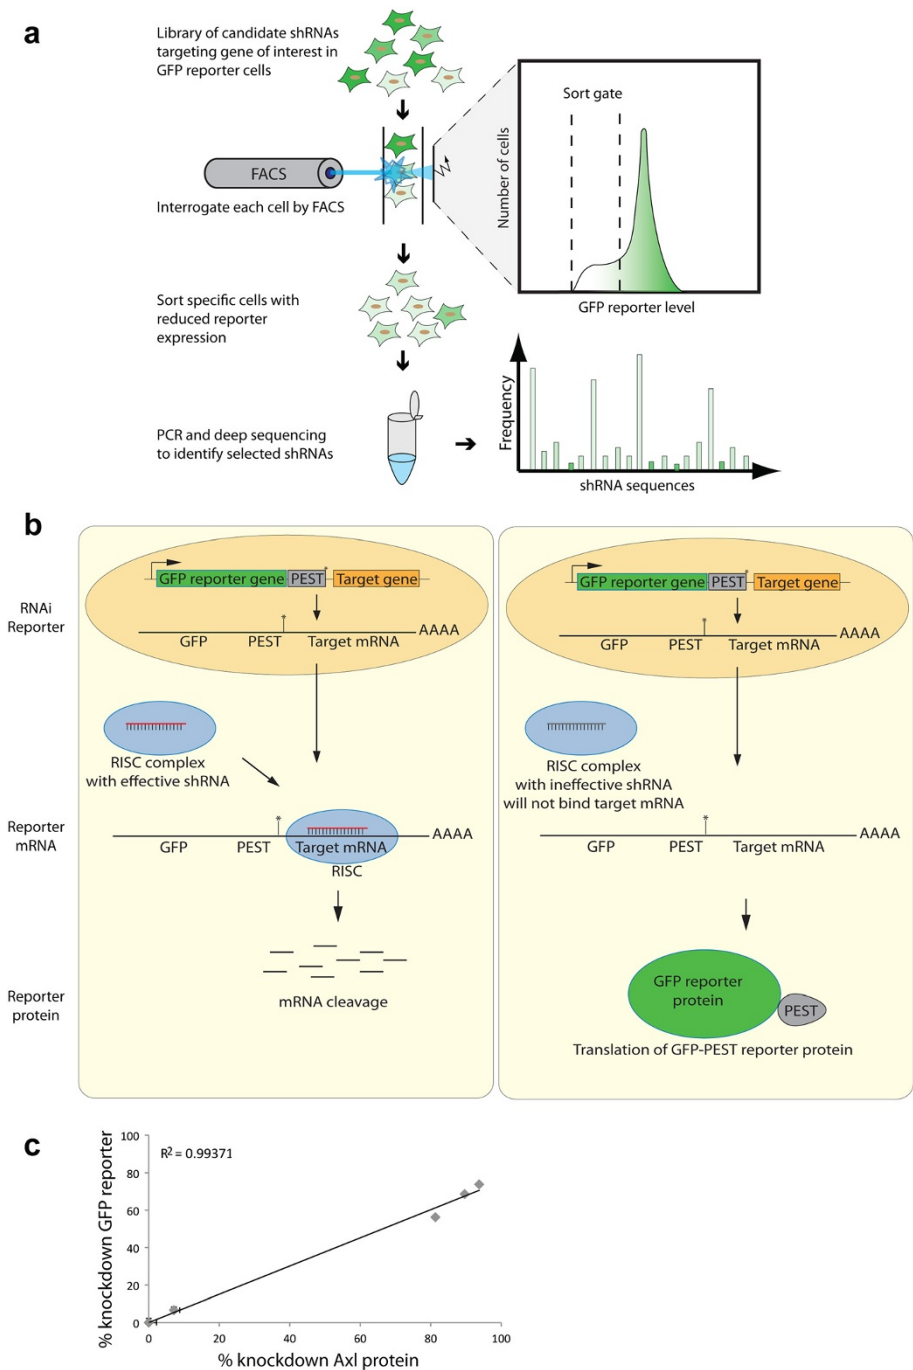 a
Library of candidate shRNAs
targeting gene of interest in
GFP reporter cells
FACS
Interrogate each cell by FACS
Sort gate
Number of cells
GFP reporter level
Sort specific cells with
reduced reporter
expression
PCR and deep sequencing
to identify selected shRNAs
Frequency
shRNA sequences
b
RNAi
Reporter
GFP reporter gene PEST * Target gene
*
GFP PEST Target mRNA AAAA
RISC complex
with effective shRNA
Reporter
mRNA
*
GFP PEST Target mRNA AAAA
RISC
mRNA cleavage
Reporter
protein
GFP reporter gene PEST * Target gene
*
GFP PEST Target mRNA AAAA
RISC complex
with ineffective shRNA
will not bind target mRNA
*
GFP PEST Target mRNA AAAA
GFP reporter
protein
PEST
Translation of GFP-PEST reporter protein
c
R² = 0.99371
% knockdown GFP reporter
100
80
60
40
20
0
0 20 40 60 80 100
% knockdown Axl protein